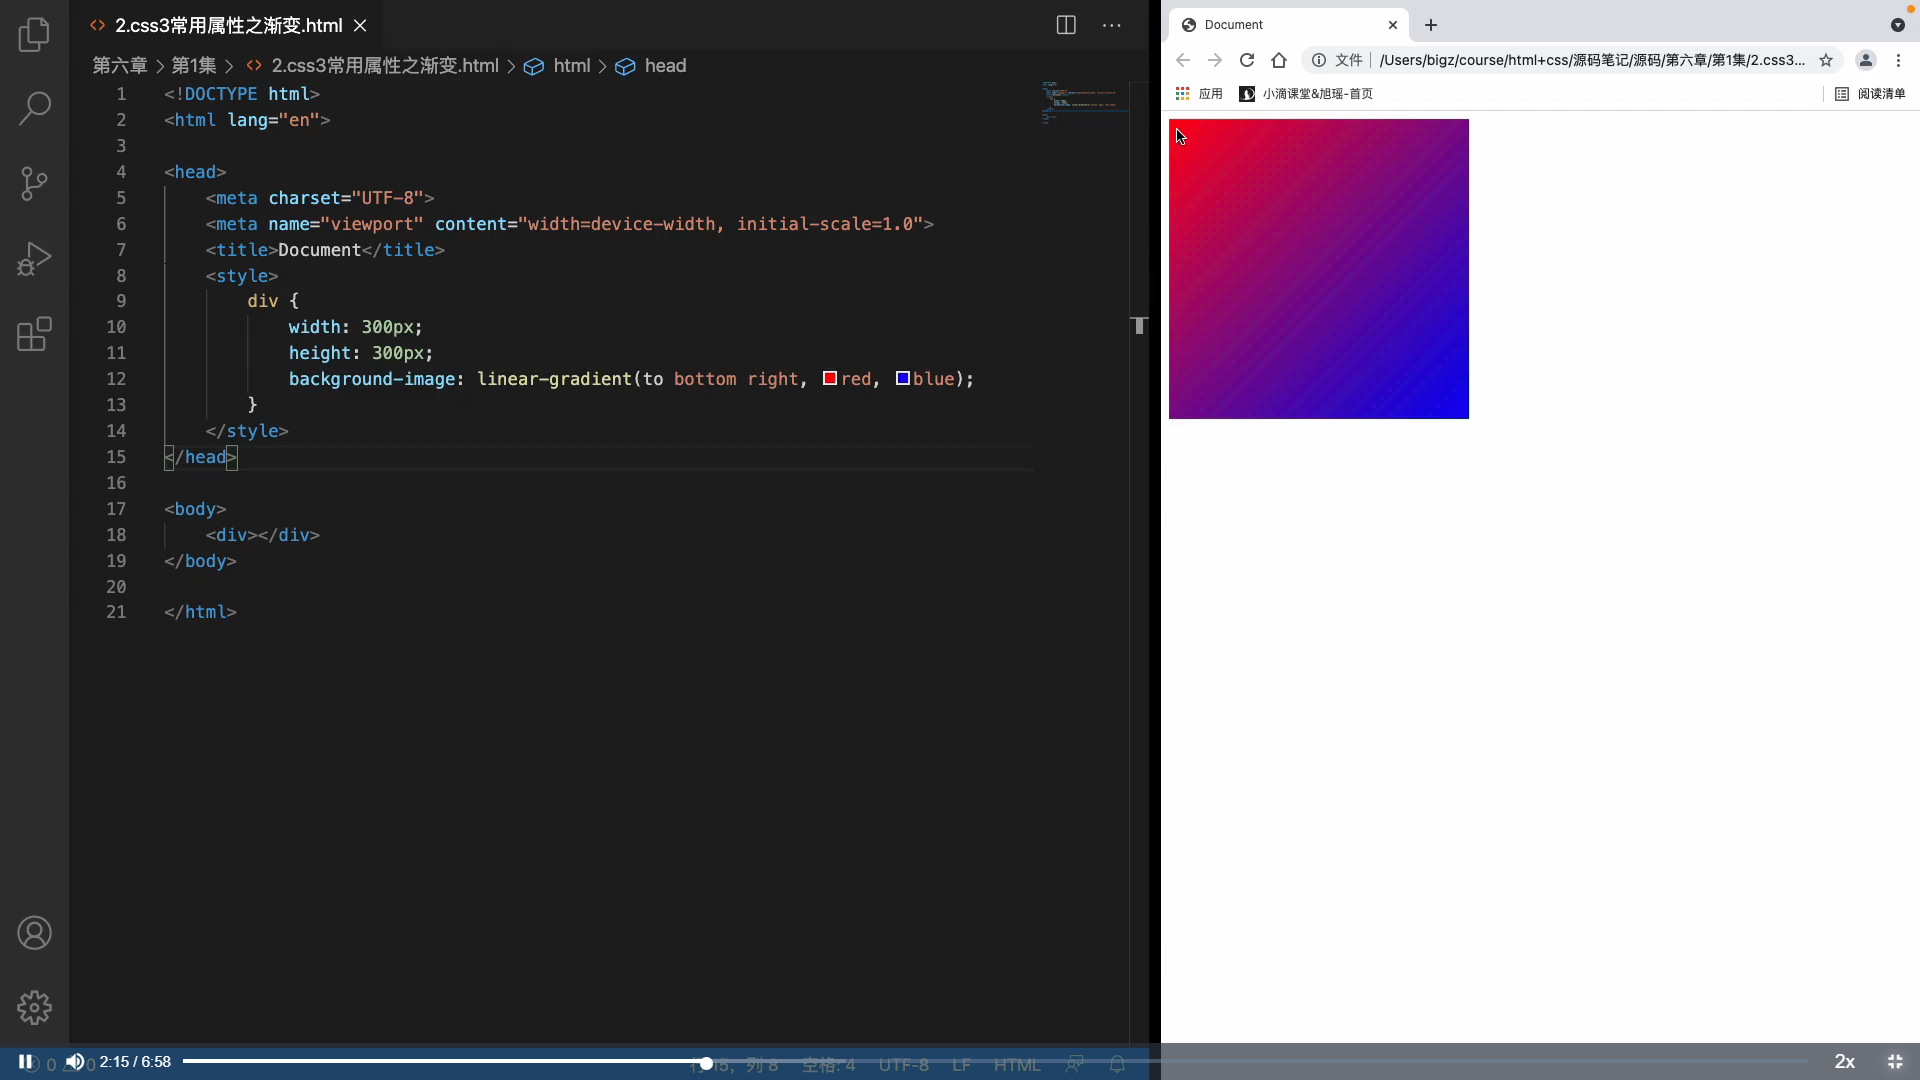 2.css3常用属性之渐变.html
第六章 > 第1集 > 2.css3常用属性之渐变.html > html > head
1 <!DOCTYPE html>
2 <html lang="en">
3
4 <head>
5 <meta charset="UTF-8">
6 <meta name="viewport" content="width=device-width, initial-scale=1.0">
7 <title>Document</title>
8 <style>
9 div {
10 width: 300px;
11 height: 300px;
12 background-image: linear-gradient(to bottom right, red, blue);
13 }
14 </style>
15 </head>
16
17 <body>
18 <div></div>
19 </body>
20
21 </html>
Document
文件 /Users/bigz/course/html+css/源码笔记/源码/第六章/第1集/2.css3...
应用 小滴课堂&旭瑶-首页 阅读清单
0 0 2:15 / 6:58 行 15, 列 8 空格: 4 UTF-8 LF HTML 2x